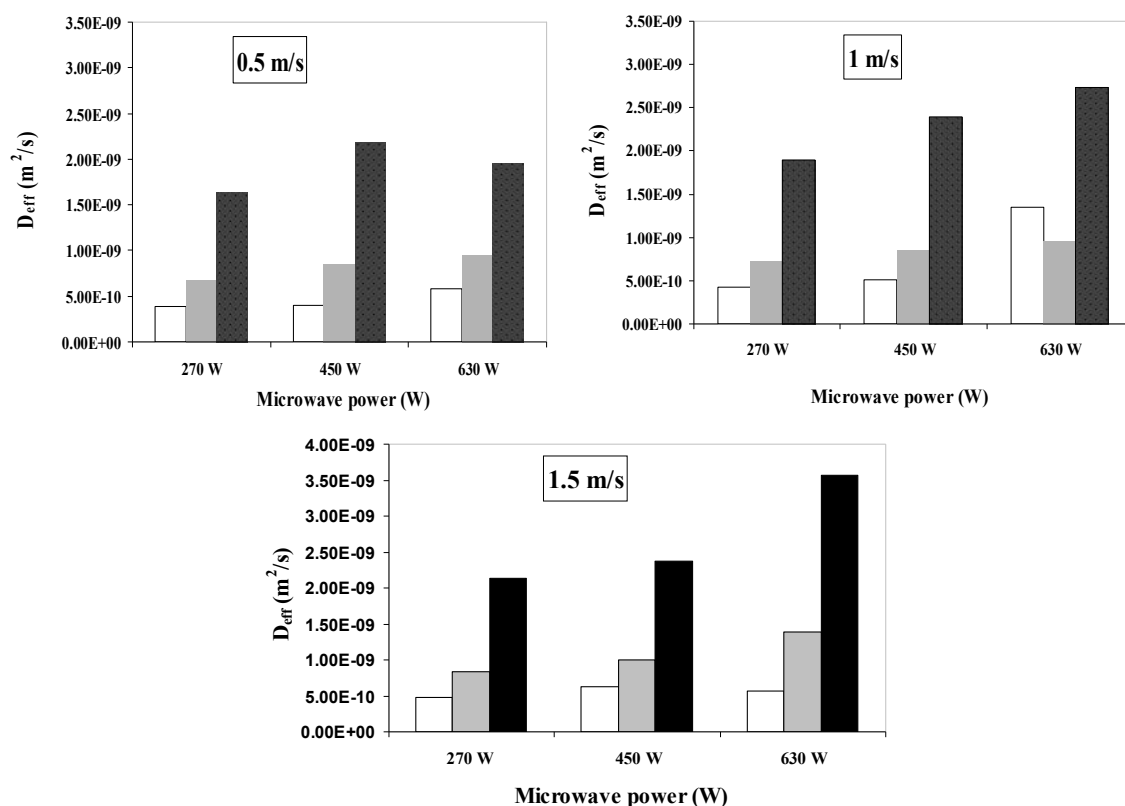 0.5 m/s
3.50E-09
3.00E-09
2.50E-09
2.00E-09
1.50E-09
1.00E-09
5.00E-10
0.00E+00
Deff (m2/s)
270 W 450 W 630 W
Microwave power (W)
1 m/s
3.50E-09
3.00E-09
2.50E-09
2.00E-09
1.50E-09
1.00E-09
5.00E-10
0.00E+00
Deff (m2/s)
270 W 450 W 630 W
Microwave power (W)
1.5 m/s
4.00E-09
3.50E-09
3.00E-09
2.50E-09
2.00E-09
1.50E-09
1.00E-09
5.00E-10
0.00E+00
Deff (m2/s)
270 W 450 W 630 W
Microwave power (W)